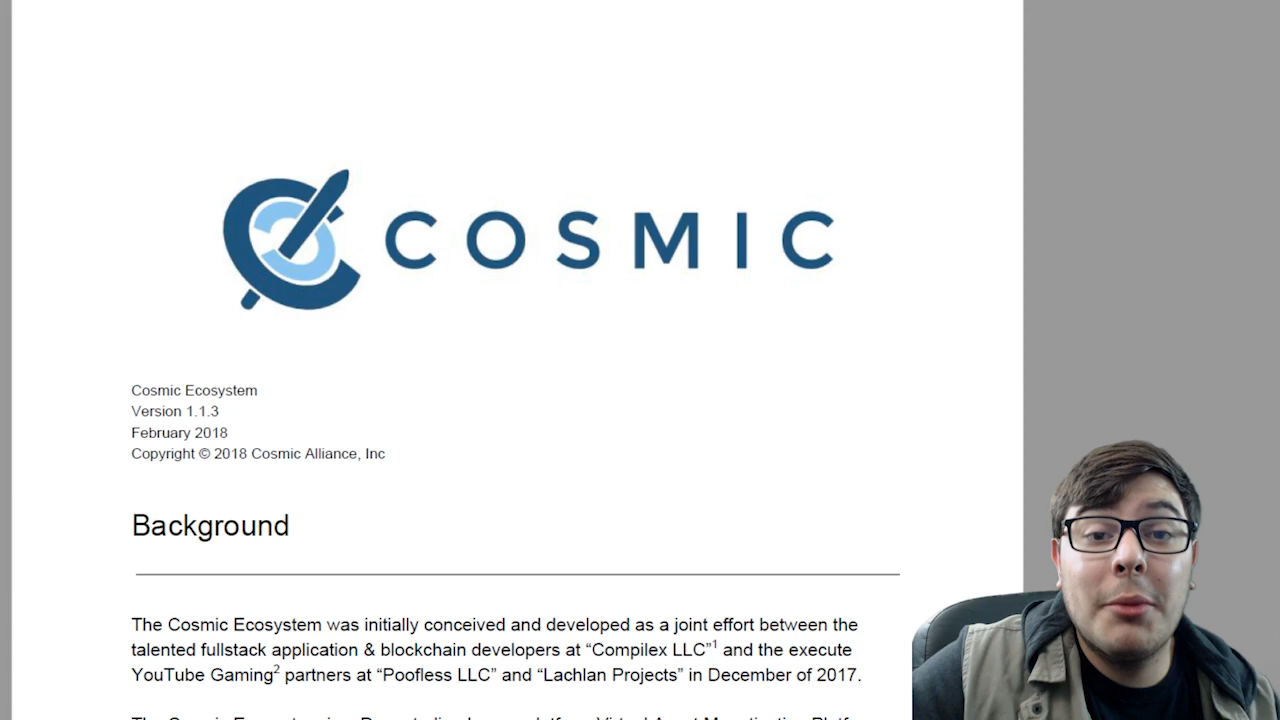 COSMIC
Cosmic Ecosystem
Version 1.1.3
February 2018
Copyright © 2018 Cosmic Alliance, Inc
Background
The Cosmic Ecosystem was initially conceived and developed as a joint effort between the
talented fullstack application & blockchain developers at “Compilex LLC”1 and the execute
YouTube Gaming2 partners at “Poofless LLC” and “Lachlan Projects” in December of 2017.